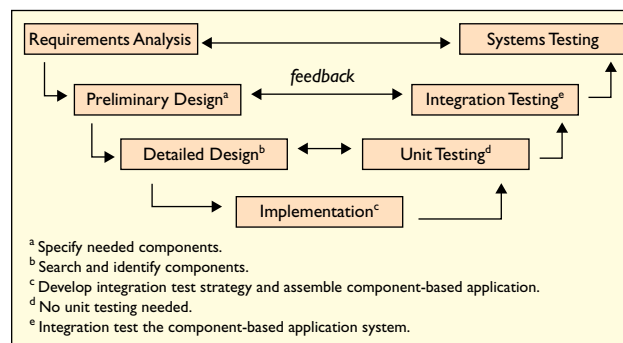 Requirements Analysis
Systems Testing
feedback
Preliminary Design^a
Integration Testing^e
Detailed Design^b
Unit Testing^d
Implementation^c
^a Specify needed components.
^b Search and identify components.
^c Develop integration test strategy and assemble component-based application.
^d No unit testing needed.
^e Integration test the component-based application system.